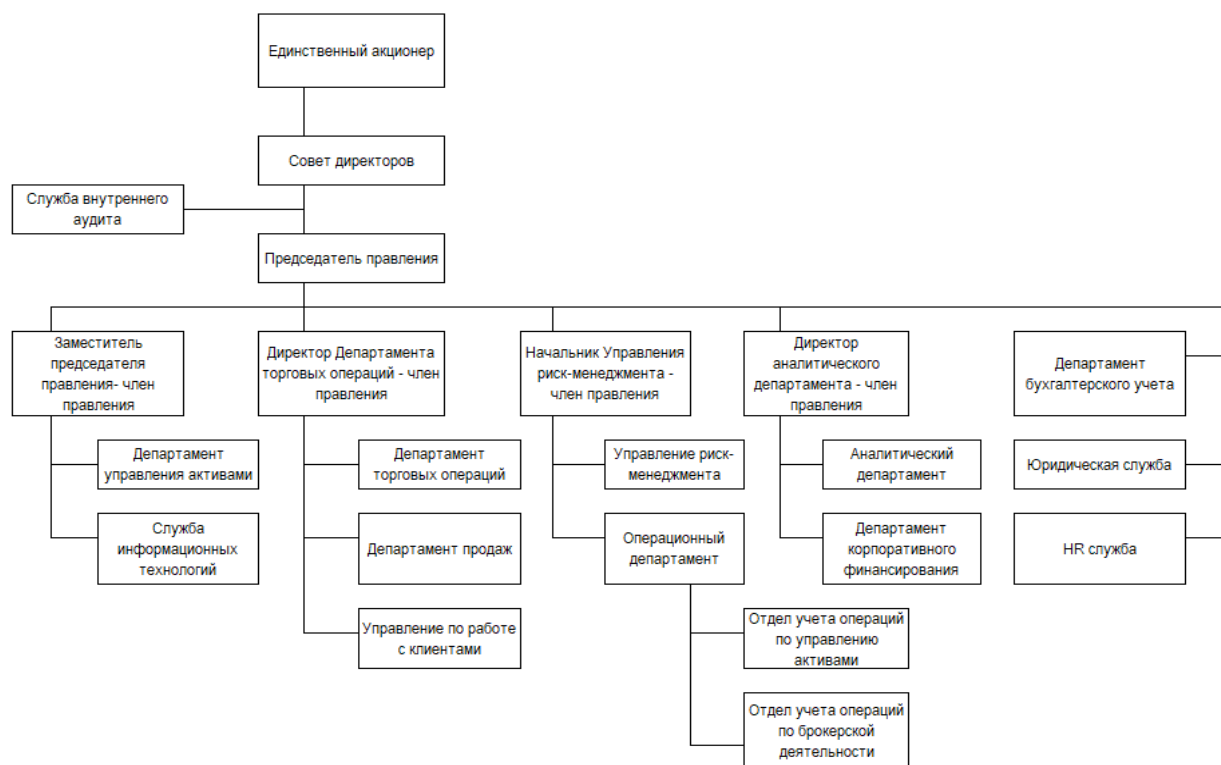 Единственный акционер
Совет директоров
Служба внутреннего
аудита
Председатель правления
Заместитель
председателя
правления- член
правления
Директор Департамента
торговых операций - член
правления
Начальник Управления
риск-менеджмента -
член правления
Директор
аналитического
департамента - член
правления
Департамент
бухгалтерского учета
Департамент
управления активами
Департамент
торговых операций
Управление риск-
менеджмента
Аналитический
департамент
Юридическая служба
Служба
информационных
технологий
Департамент продаж
Операционный
департамент
Департамент
корпоративного
финансирования
HR служба
Управление по работе
с клиентами
Отдел учета операций
по управлению
активами
Отдел учета операций
по брокерской
деятельности